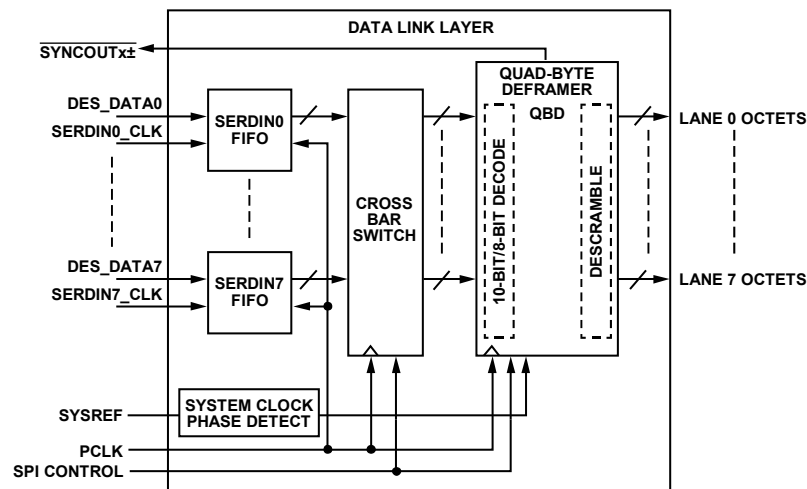 DATA LINK LAYER
SYNCOUTx±
QUAD-BYTE
DEFRAMER
QBD
DES_DATA0
SERDIN0_CLK
SERDIN0
FIFO
LANE 0 OCTETS
CROSS
BAR
SWITCH
10-BIT/8-BIT DECODE
DESCRAMBLE
DES_DATA7
SERDIN7_CLK
SERDIN7
FIFO
LANE 7 OCTETS
SYSREF
SYSTEM CLOCK
PHASE DETECT
PCLK
SPI CONTROL